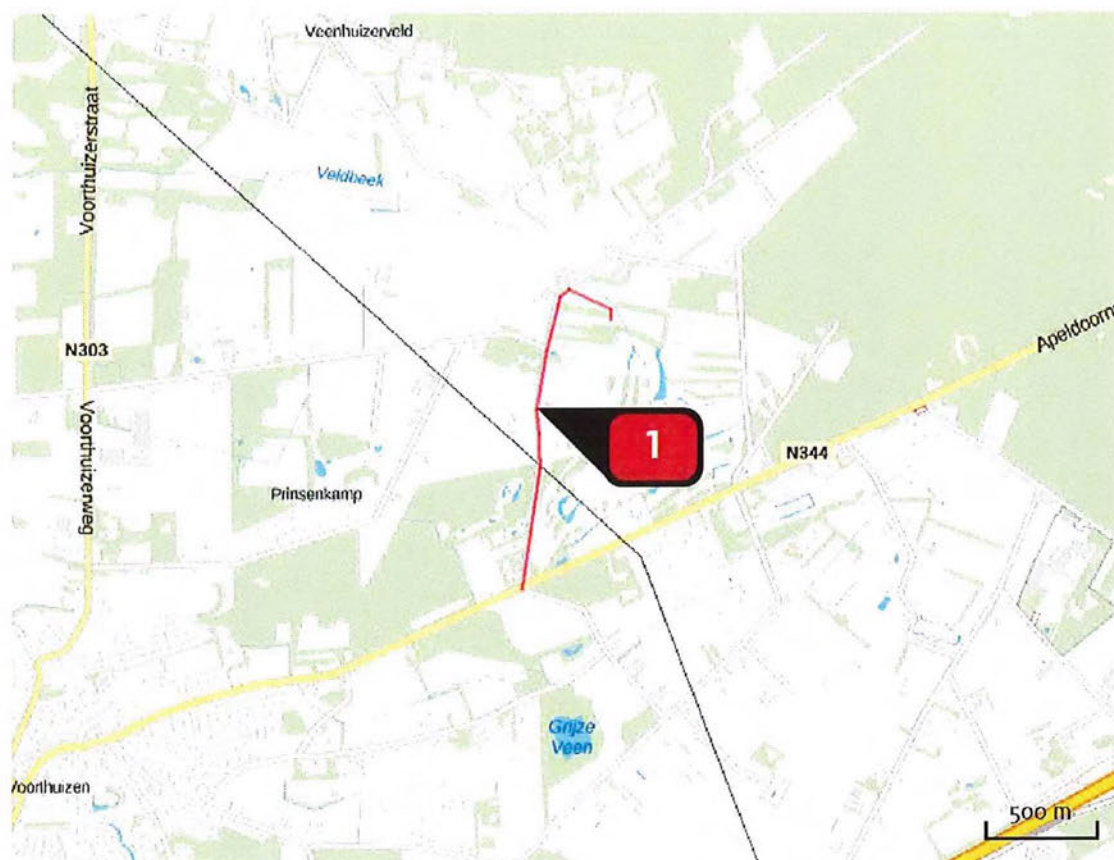 Veenhuizerveld
Voorthuizerstraat
Veldbeek
Apeldoorn
N303
Voorthuizerweg
1
N344
Prinsenkamp
Grijze
Veen
Voorthuizen
500 m